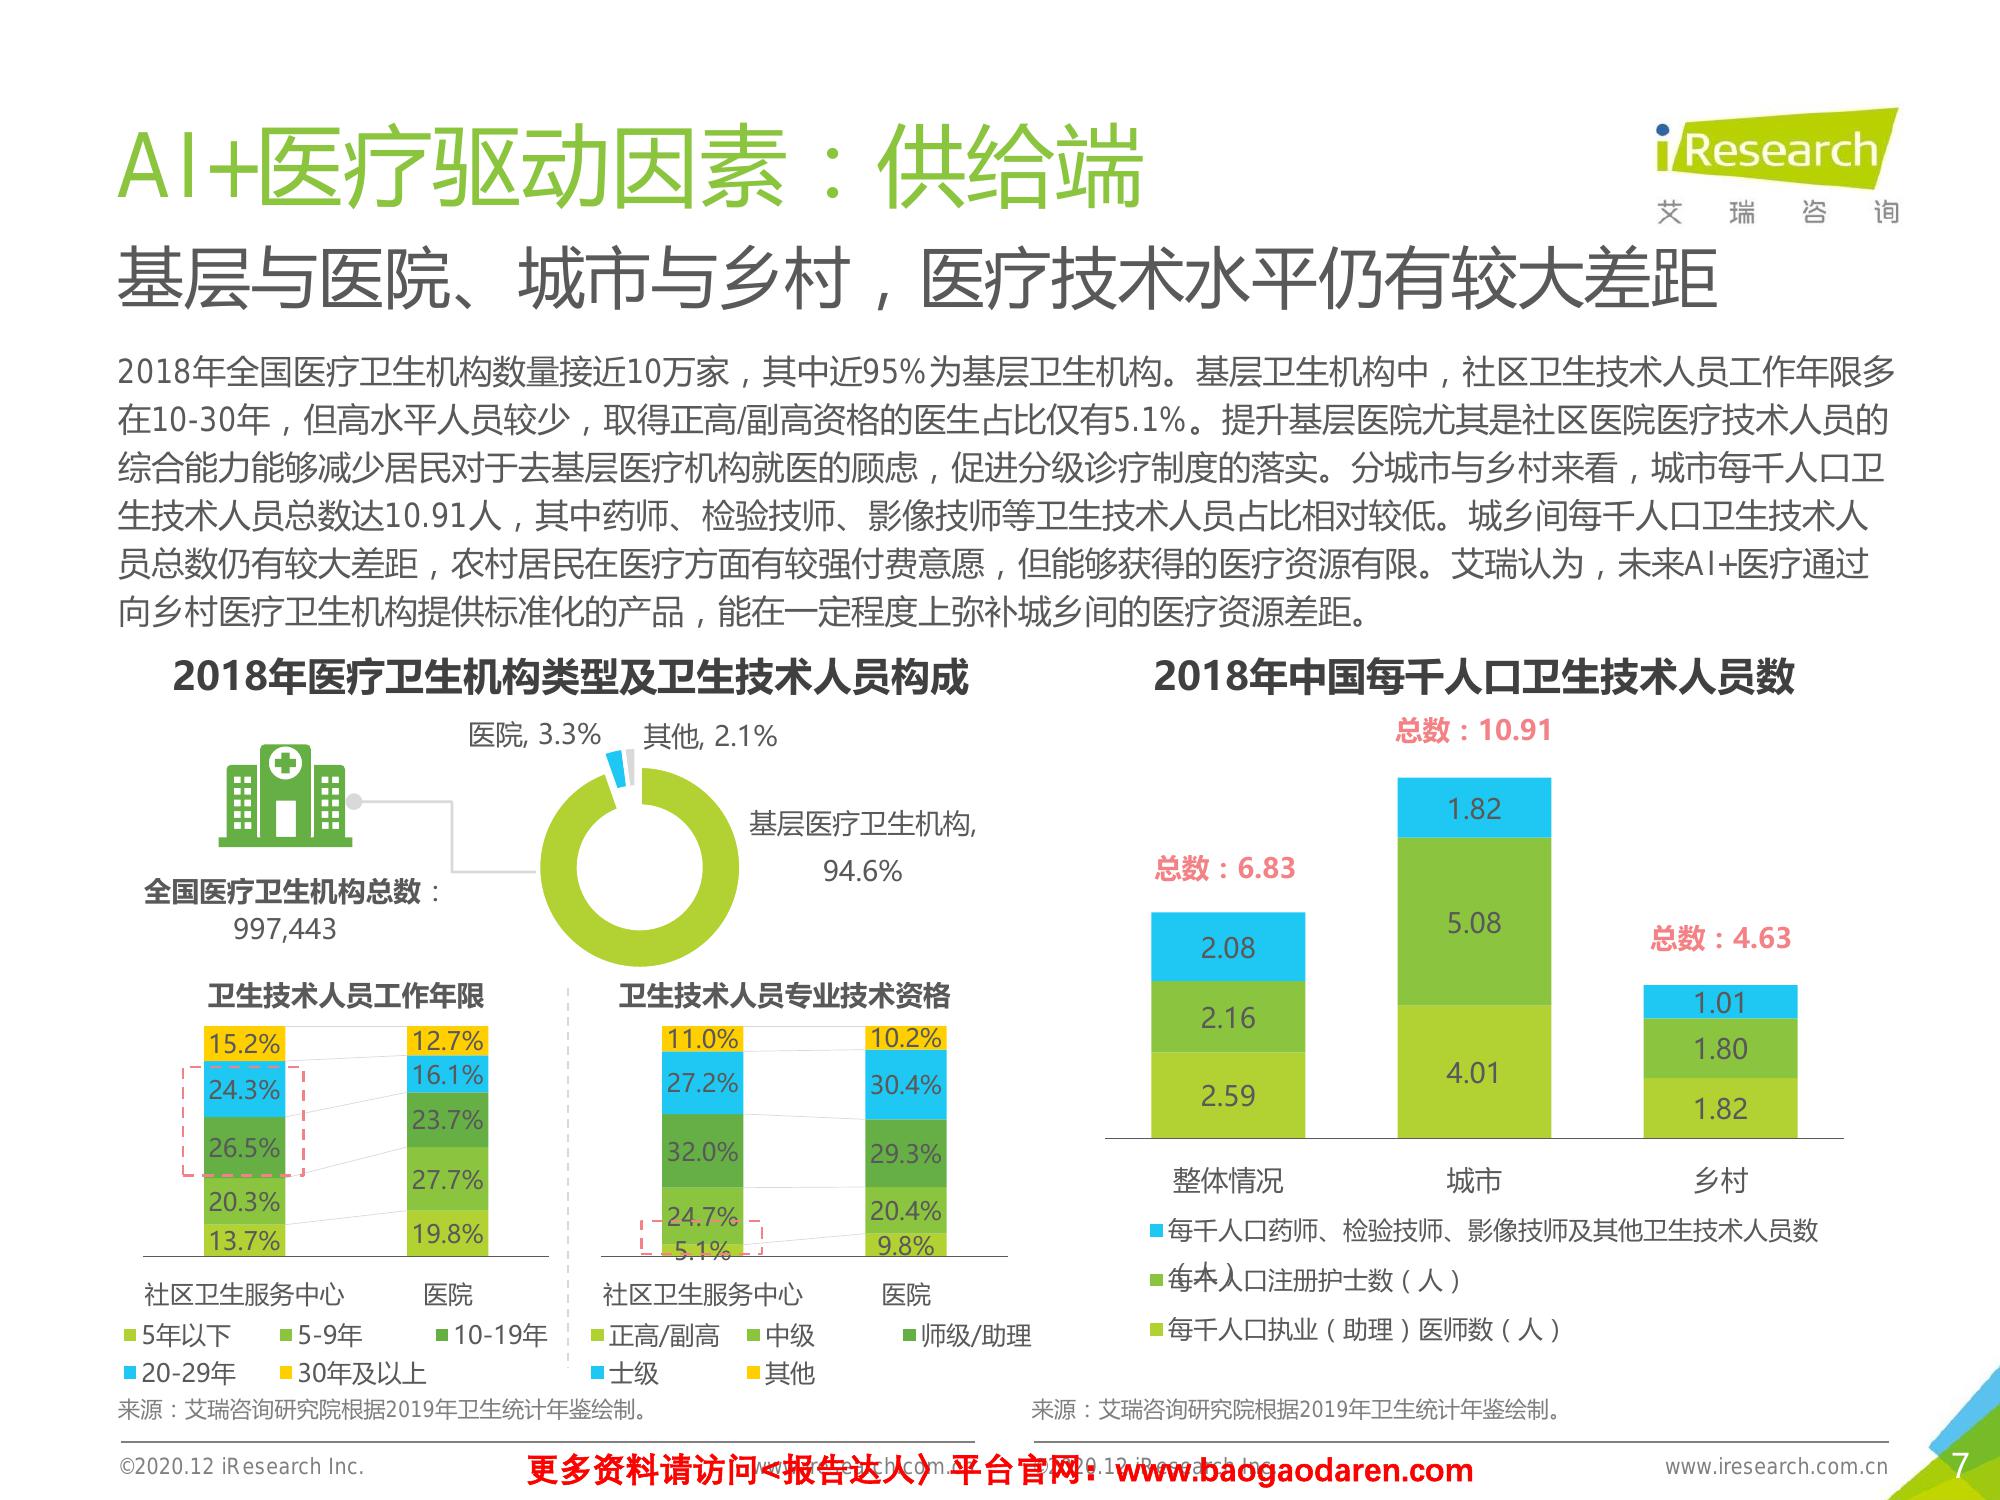 AI+医疗驱动因素：供给端
iResearch
艾瑞咨询
基层与医院、城市与乡村，医疗技术水平仍有较大差距
2018年全国医疗卫生机构数量接近10万家，其中近95%为基层卫生机构。基层卫生机构中，社区卫生技术人员工作年限多
在10-30年，但高水平人员较少，取得正高/副高资格的医生占比仅有5.1%。提升基层医院尤其是社区医院医疗技术人员的
综合能力能够减少居民对于去基层医疗机构就医的顾虑，促进分级诊疗制度的落实。分城市与乡村来看，城市每千人口卫
生技术人员总数达10.91人，其中药师、检验技师、影像技师等卫生技术人员占比相对较低。城乡间每千人口卫生技术人
员总数仍有较大差距，农村居民在医疗方面有较强付费意愿，但能够获得的医疗资源有限。艾瑞认为，未来AI+医疗通过
向乡村医疗卫生机构提供标准化的产品，能在一定程度上弥补城乡间的医疗资源差距。
2018年医疗卫生机构类型及卫生技术人员构成
医院, 3.3%
其他, 2.1%
基层医疗卫生机构,
94.6%
全国医疗卫生机构总数：
997,443
卫生技术人员工作年限
15.2%
24.3%
26.5%
20.3%
13.7%
12.7%
16.1%
23.7%
27.7%
19.8%
社区卫生服务中心
医院
5年以下
5-9年
10-19年
20-29年
30年及以上
卫生技术人员专业技术资格
11.0%
27.2%
32.0%
24.7%
5.1%
10.2%
30.4%
29.3%
20.4%
9.8%
社区卫生服务中心
医院
正高/副高
中级
师级/助理
士级
其他
来源：艾瑞咨询研究院根据2019年卫生统计年鉴绘制。
2018年中国每千人口卫生技术人员数
总数：6.83
2.08
2.16
2.59
总数：10.91
1.82
5.08
4.01
总数：4.63
1.01
1.80
1.82
整体情况
城市
乡村
每千人口药师、检验技师、影像技师及其他卫生技术人员数
（人）
每千人口注册护士数（人）
每千人口执业（助理）医师数（人）
来源：艾瑞咨询研究院根据2019年卫生统计年鉴绘制。
©2020.12 iResearch Inc.
www.iresearch.com.cn
©2020.12 iResearch Inc.
www.iresearch.com.cn
更多资料请访问<报告达人〉平台官网：www.baogaodaren.com
7